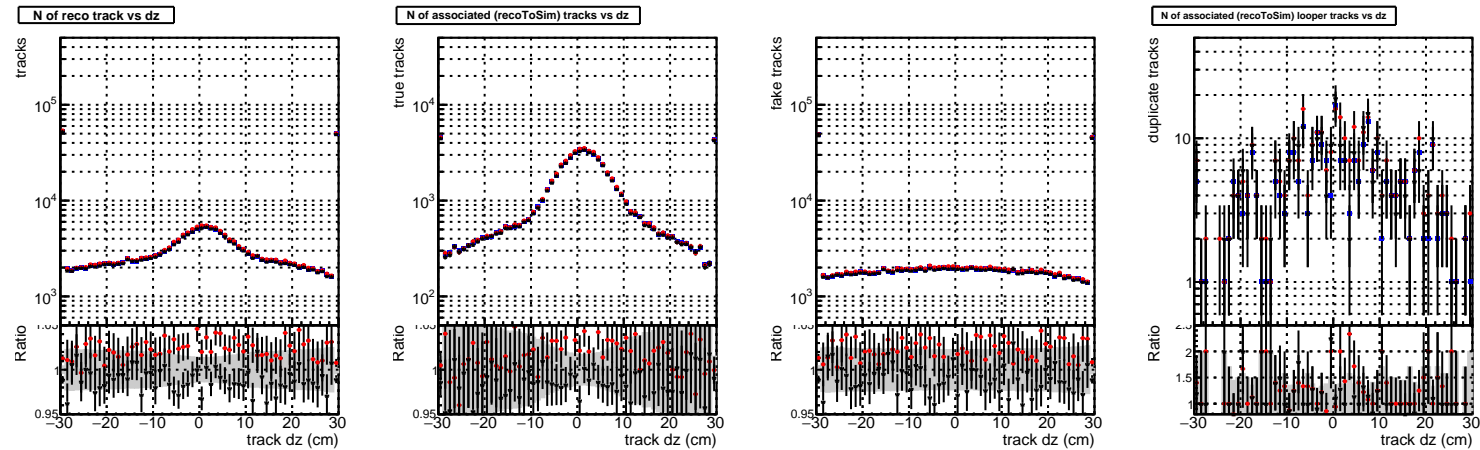 N of reco track vs dz
tracks
10^5
10^4
10^3
Ratio
1
0.95
−30 −20 −10 0 10 20 30
track dz (cm)
N of associated (recoToSim) tracks vs dz
true tracks
10^4
10^3
10^2
Ratio
1
0.95
−30 −20 −10 0 10 20 30
track dz (cm)
fake tracks
10^5
10^4
10^3
Ratio
1
0.95
−30 −20 −10 0 10 20 30
track dz (cm)
N of associated (recoToSim) looper tracks vs dz
duplicate tracks
10
1
Ratio
2
1.5
1
−30 −20 −10 0 10 20 30
track dz (cm)